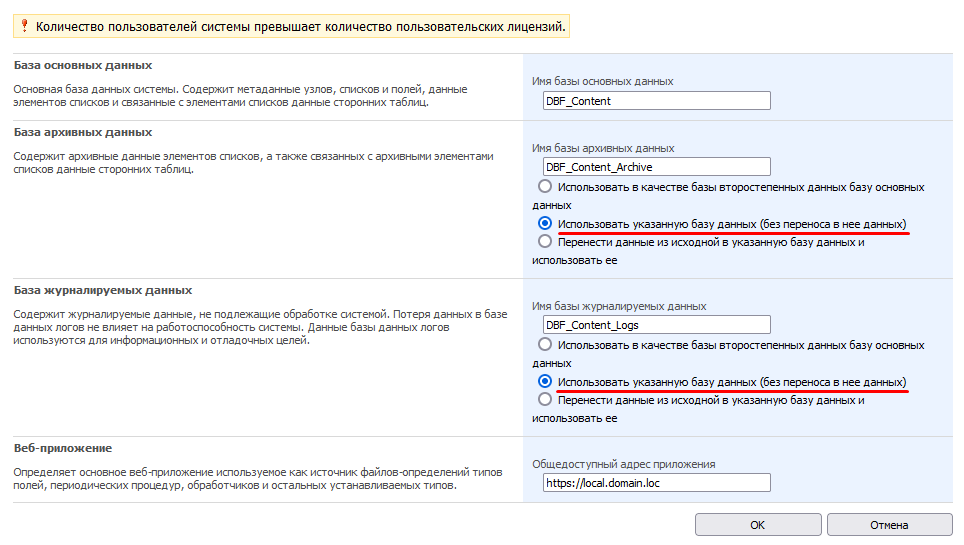 Количество пользователей системы превышает количество пользовательских лицензий.
База основных данных
Основная база данных системы. Содержит метаданные узлов, списков и полей, данные
элементов списков и связанные с элементами списков данные сторонних таблиц.
Имя базы основных данных
DBF_Content
База архивных данных
Содержит архивные данные элементов списков, а также связанных с архивными элементами
списков данные сторонних таблиц.
Имя базы архивных данных
DBF_Content_Archive
Использовать в качестве базы второстепенных данных базу основных
данных
Использовать указанную базу данных (без переноса в нее данных)
Перенести данные из исходной в указанную базу данных и
использовать ее
База журналируемых данных
Содержит журналируемые данные, не подлежащие обработке системой. Потеря данных в базе
данных логов не влияет на работоспособность системы. Данные базы данных логов
используются для информационных и отладочных целей.
Имя базы журналируемых данных
DBF_Content_Logs
Использовать в качестве базы второстепенных данных базу основных
данных
Использовать указанную базу данных (без переноса в нее данных)
Перенести данные из исходной в указанную базу данных и
использовать ее
Веб-приложение
Определяет основное веб-приложение используемое как источник файлов-определений типов
полей, периодических процедур, обработчиков и остальных устанавливаемых типов.
Общедоступный адрес приложения
https://local.domain.loc
OK
Отмена